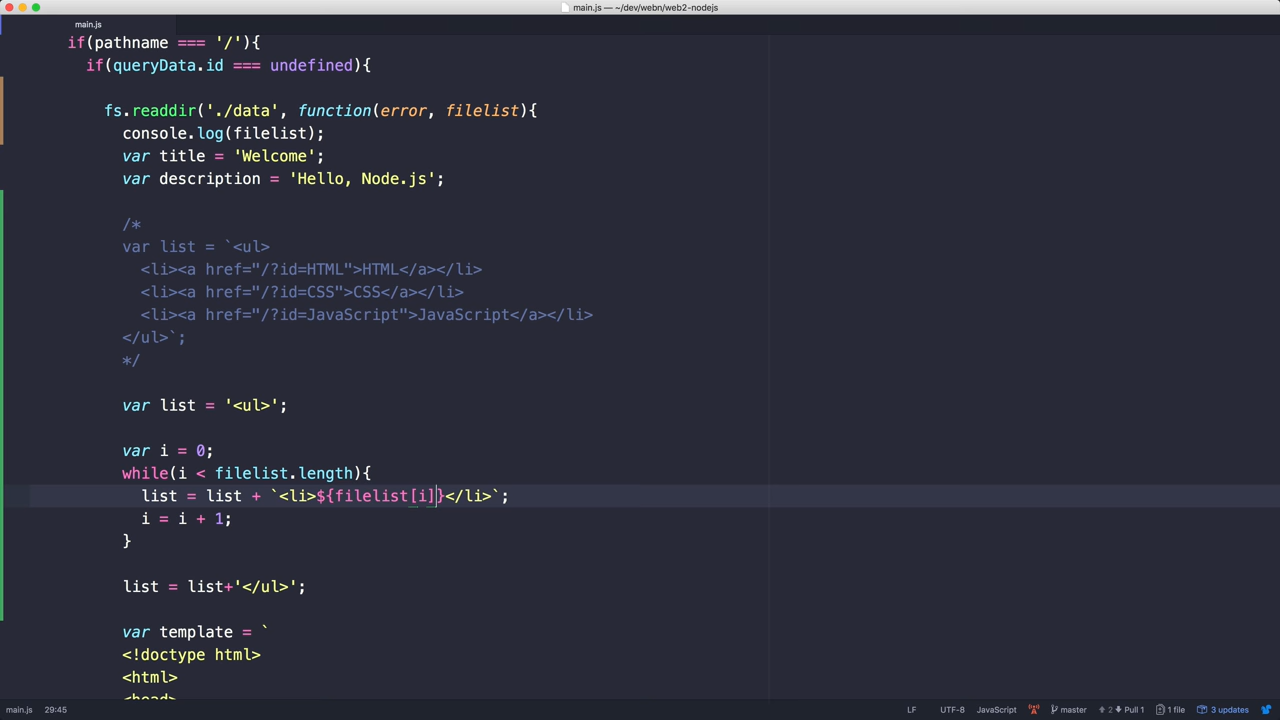 main.js — ~/dev/webn/web2-nodejs
main.js
if(pathname === '/'){
if(queryData.id === undefined){
fs.readdir('./data', function(error, filelist){
console.log(filelist);
var title = 'Welcome';
var description = 'Hello, Node.js';
/*
var list = `<ul>
<li><a href="/?id=HTML">HTML</a></li>
<li><a href="/?id=CSS">CSS</a></li>
<li><a href="/?id=JavaScript">JavaScript</a></li>
</ul>`;
*/
var list = '<ul>';
var i = 0;
while(i < filelist.length){
list = list + `<li>${filelist[i]}</li>`;
i = i + 1;
}
list = list+'</ul>';
var template = `
<!doctype html>
<html>
<head>
main.js 29:45 LF UTF-8 JavaScript master 2 Pull 1 1 file 3 updates